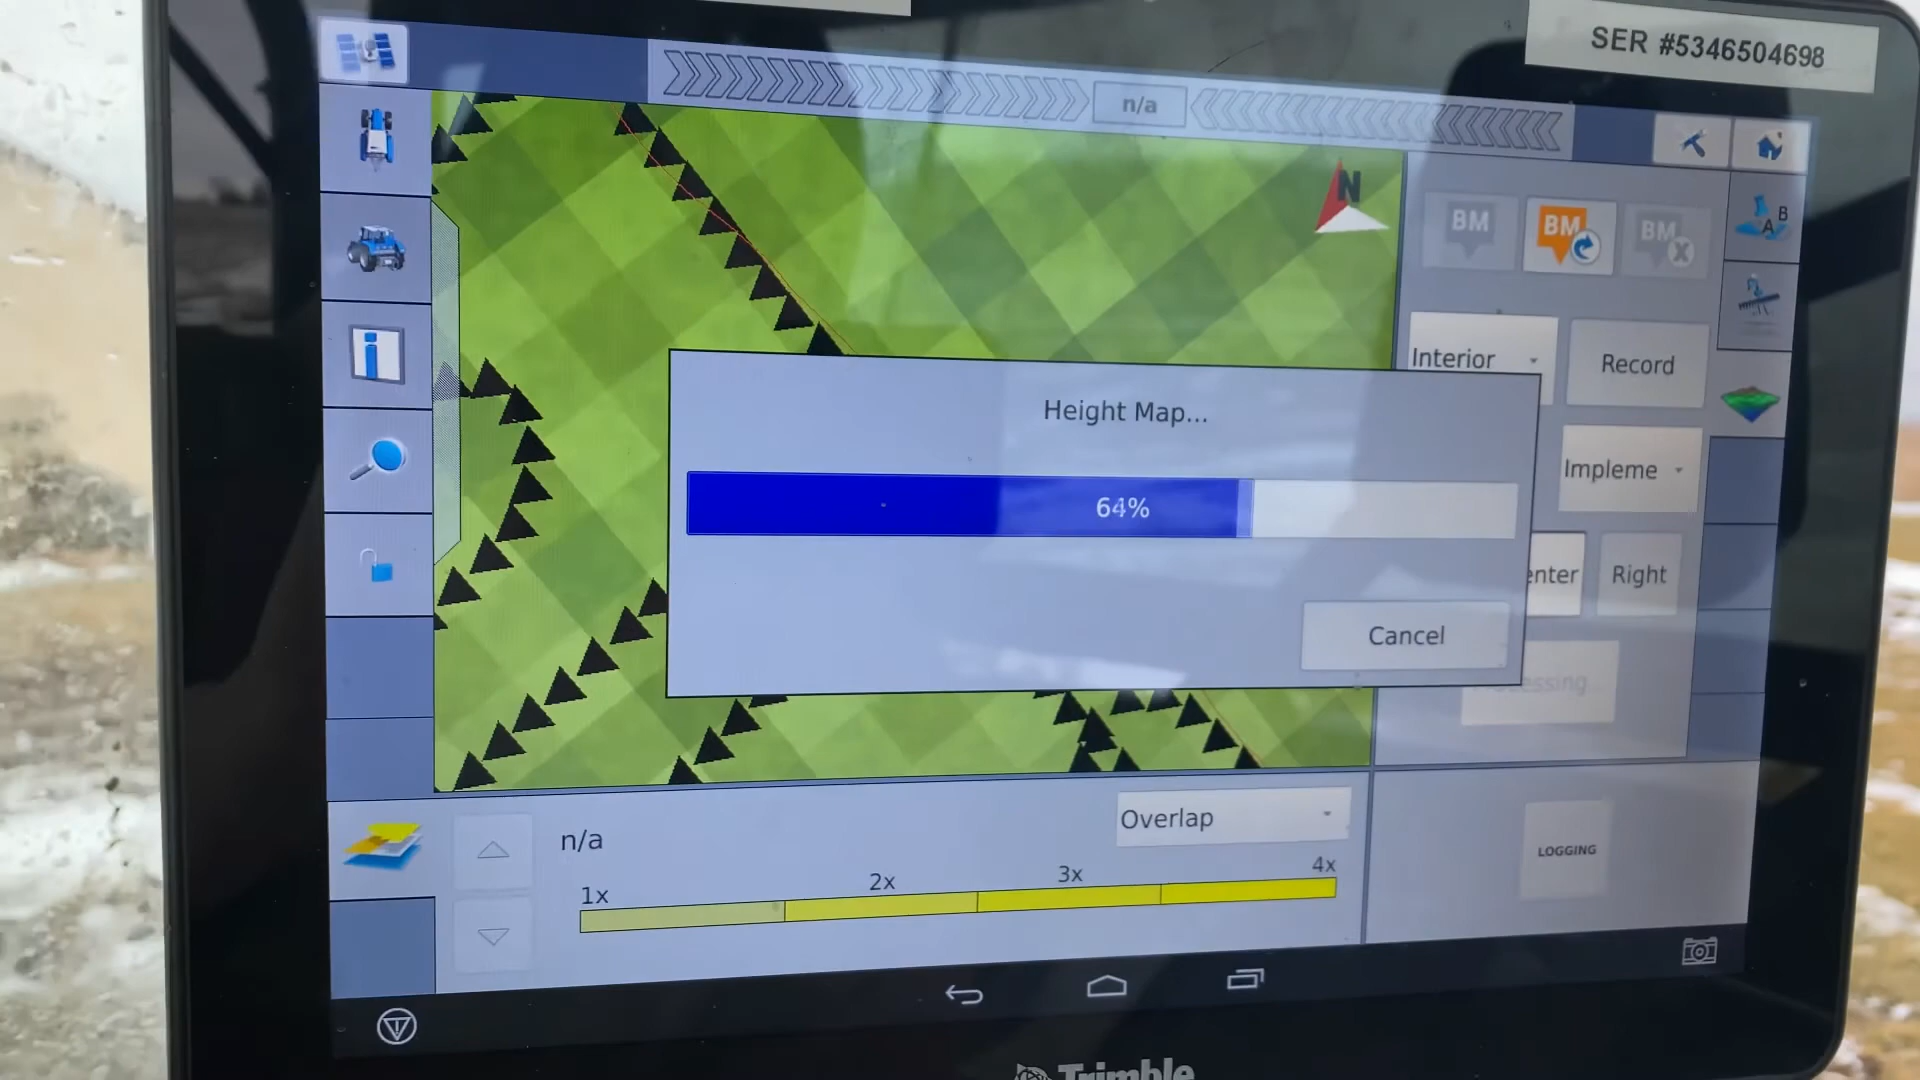 SER #5346504698
n/a
N
BM
BM
BM
X
B
A
Interior
Record
Height Map...
Impleme
64%
enter
Right
Cancel
n/a
Overlap
1x
2x
3x
4x
LOGGING
Trimble